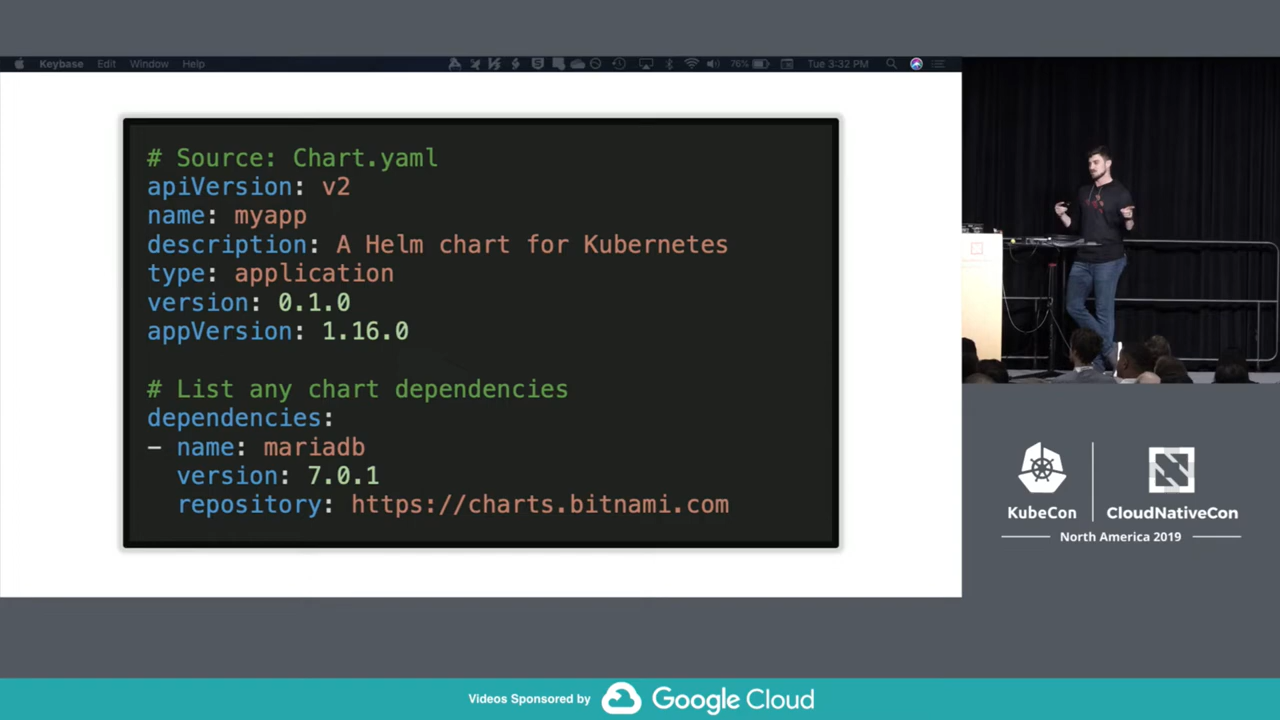 Keybase Edit Window Help 76% Tue 3:32 PM
# Source: Chart.yaml
apiVersion: v2
name: myapp
description: A Helm chart for Kubernetes
type: application
version: 0.1.0
appVersion: 1.16.0
# List any chart dependencies
dependencies:
- name: mariadb
version: 7.0.1
repository: https://charts.bitnami.com
KubeCon CloudNativeCon
North America 2019
Videos Sponsored by Google Cloud